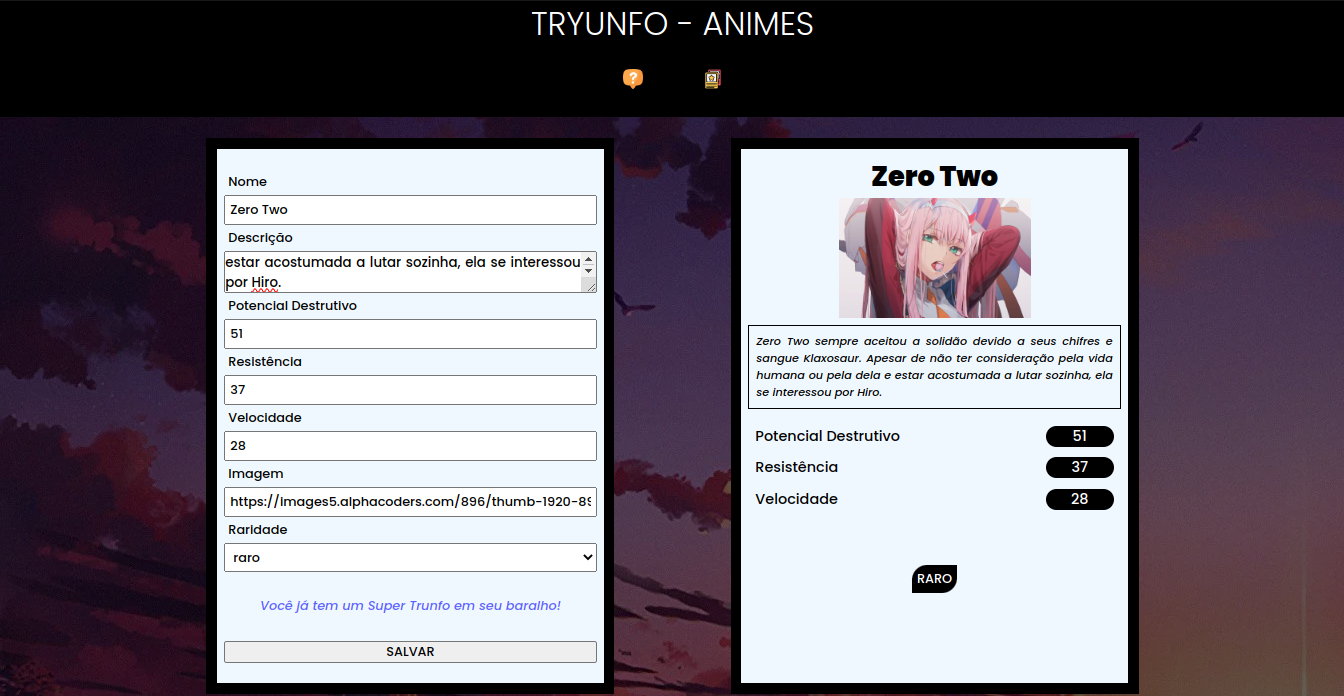 TRYUNFO - ANIMES
?
Nome
Zero Two
Descrição
estar acostumada a lutar sozinha, ela se interessou
por Hiro.
Potencial Destrutivo
51
Resistência
37
Velocidade
28
Imagem
https://images5.alphacoders.com/896/thumb-1920-89
Raridade
raro
Você já tem um Super Trunfo em seu baralho!
SALVAR
Zero Two
Zero Two sempre aceitou a solidão devido a seus chifres e
sangue Klaxosaur. Apesar de não ter consideração pela vida
humana ou pela dela e estar acostumada a lutar sozinha, ela
se interessou por Hiro.
Potencial Destrutivo 51
Resistência 37
Velocidade 28
RARO